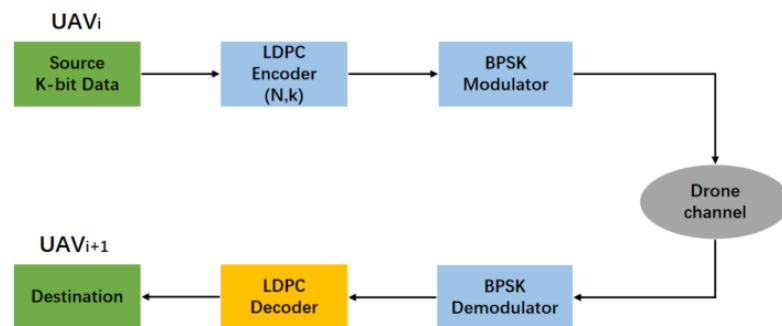 UAVi
Source
K-bit Data
LDPC
Encoder
(N,k)
BPSK
Modulator
Drone
channel
UAVi+1
Destination
LDPC
Decoder
BPSK
Demodulator